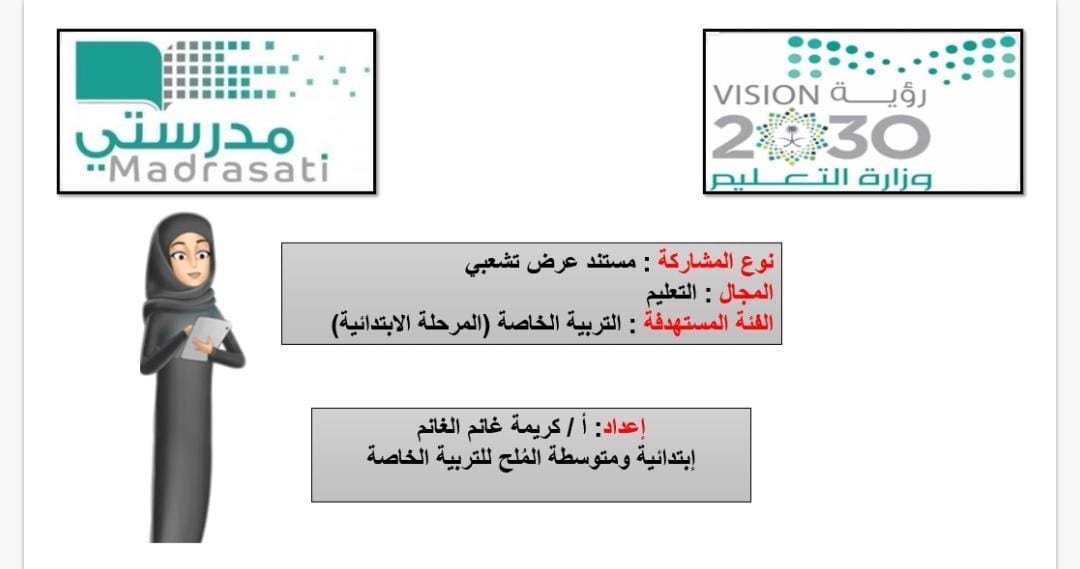 مدرستي
Madrasati
VISION رؤيــة
2030
وزارة التعـــليم
نوع المشاركة : مستند عرض تشعبي
المجال : التعليم
الفئة المستهدفة : التربية الخاصة (المرحلة الابتدائية)
إعداد: أ / كريمة غانم الغانم
إبتدائية ومتوسطة المُلح للتربية الخاصة